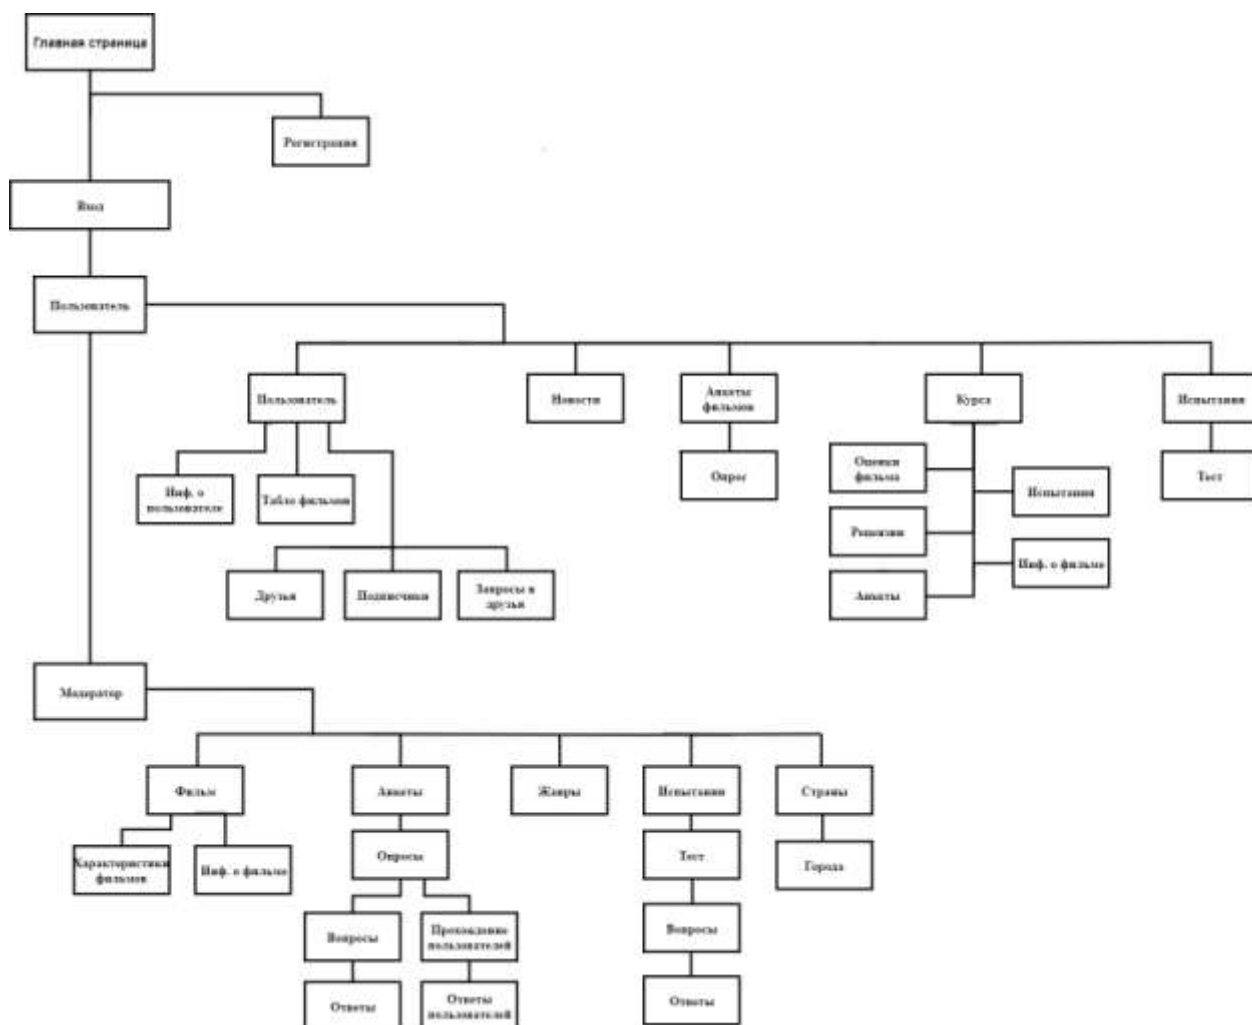 Главная страница
Регистрация
Вход
Пользователь
Пользователь
Новости
Анкеты
фильмов
Курса
Испытания
Инф. о
пользователе
Табло фильмов
Опрос
Оценки
фильма
Испытания
Тест
Рецензии
Инф. о фильме
Анкеты
Друзья
Подписчики
Запросы в
друзья
Модератор
Фильм
Анкеты
Жанры
Испытания
Страны
Характеристики
фильмов
Инф. о фильме
Опросы
Тест
Города
Вопросы
Прохождение
пользователей
Вопросы
Ответы
Ответы
пользователей
Ответы